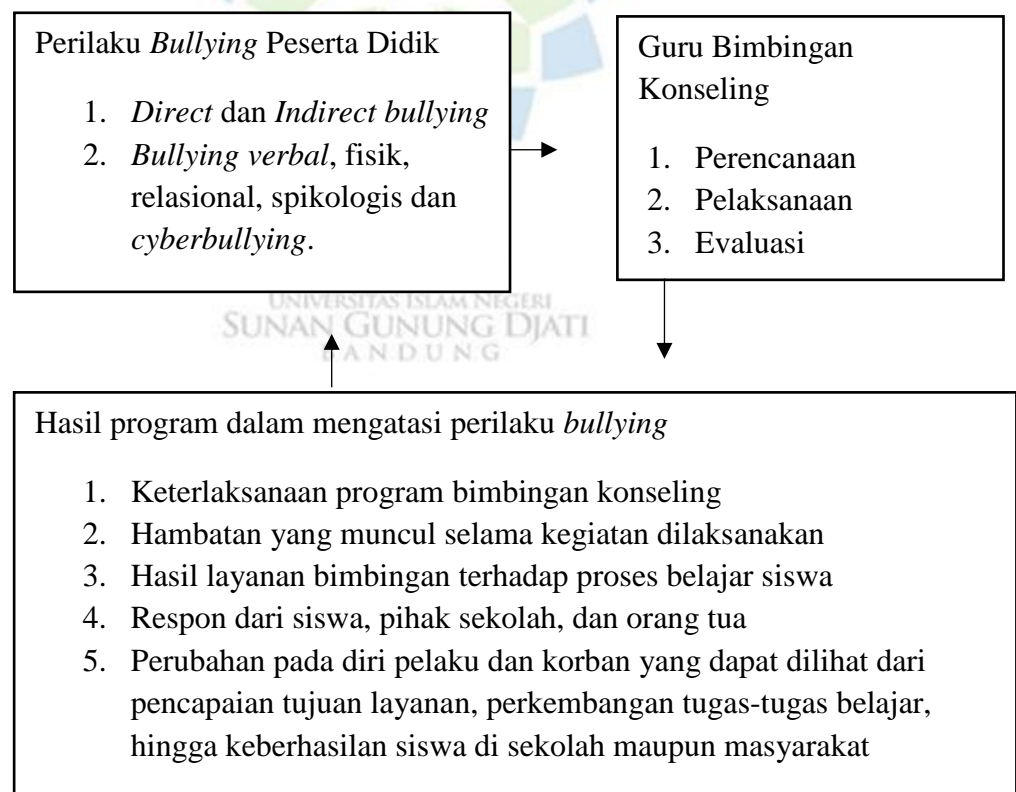 Perilaku Bullying Peserta Didik
1. Direct dan Indirect bullying
2. Bullying verbal, fisik,
relasional, spikologis dan
cyberbullying.
Guru Bimbingan
Konseling
1. Perencanaan
2. Pelaksanaan
3. Evaluasi
UNIVERSITAS ISLAM NEGERI
SUNAN GUNUNG DJATI
BANDUNG
Hasil program dalam mengatasi perilaku bullying
1. Keterlaksanaan program bimbingan konseling
2. Hambatan yang muncul selama kegiatan dilaksanakan
3. Hasil layanan bimbingan terhadap proses belajar siswa
4. Respon dari siswa, pihak sekolah, dan orang tua
5. Perubahan pada diri pelaku dan korban yang dapat dilihat dari
pencapaian tujuan layanan, perkembangan tugas-tugas belajar,
hingga keberhasilan siswa di sekolah maupun masyarakat